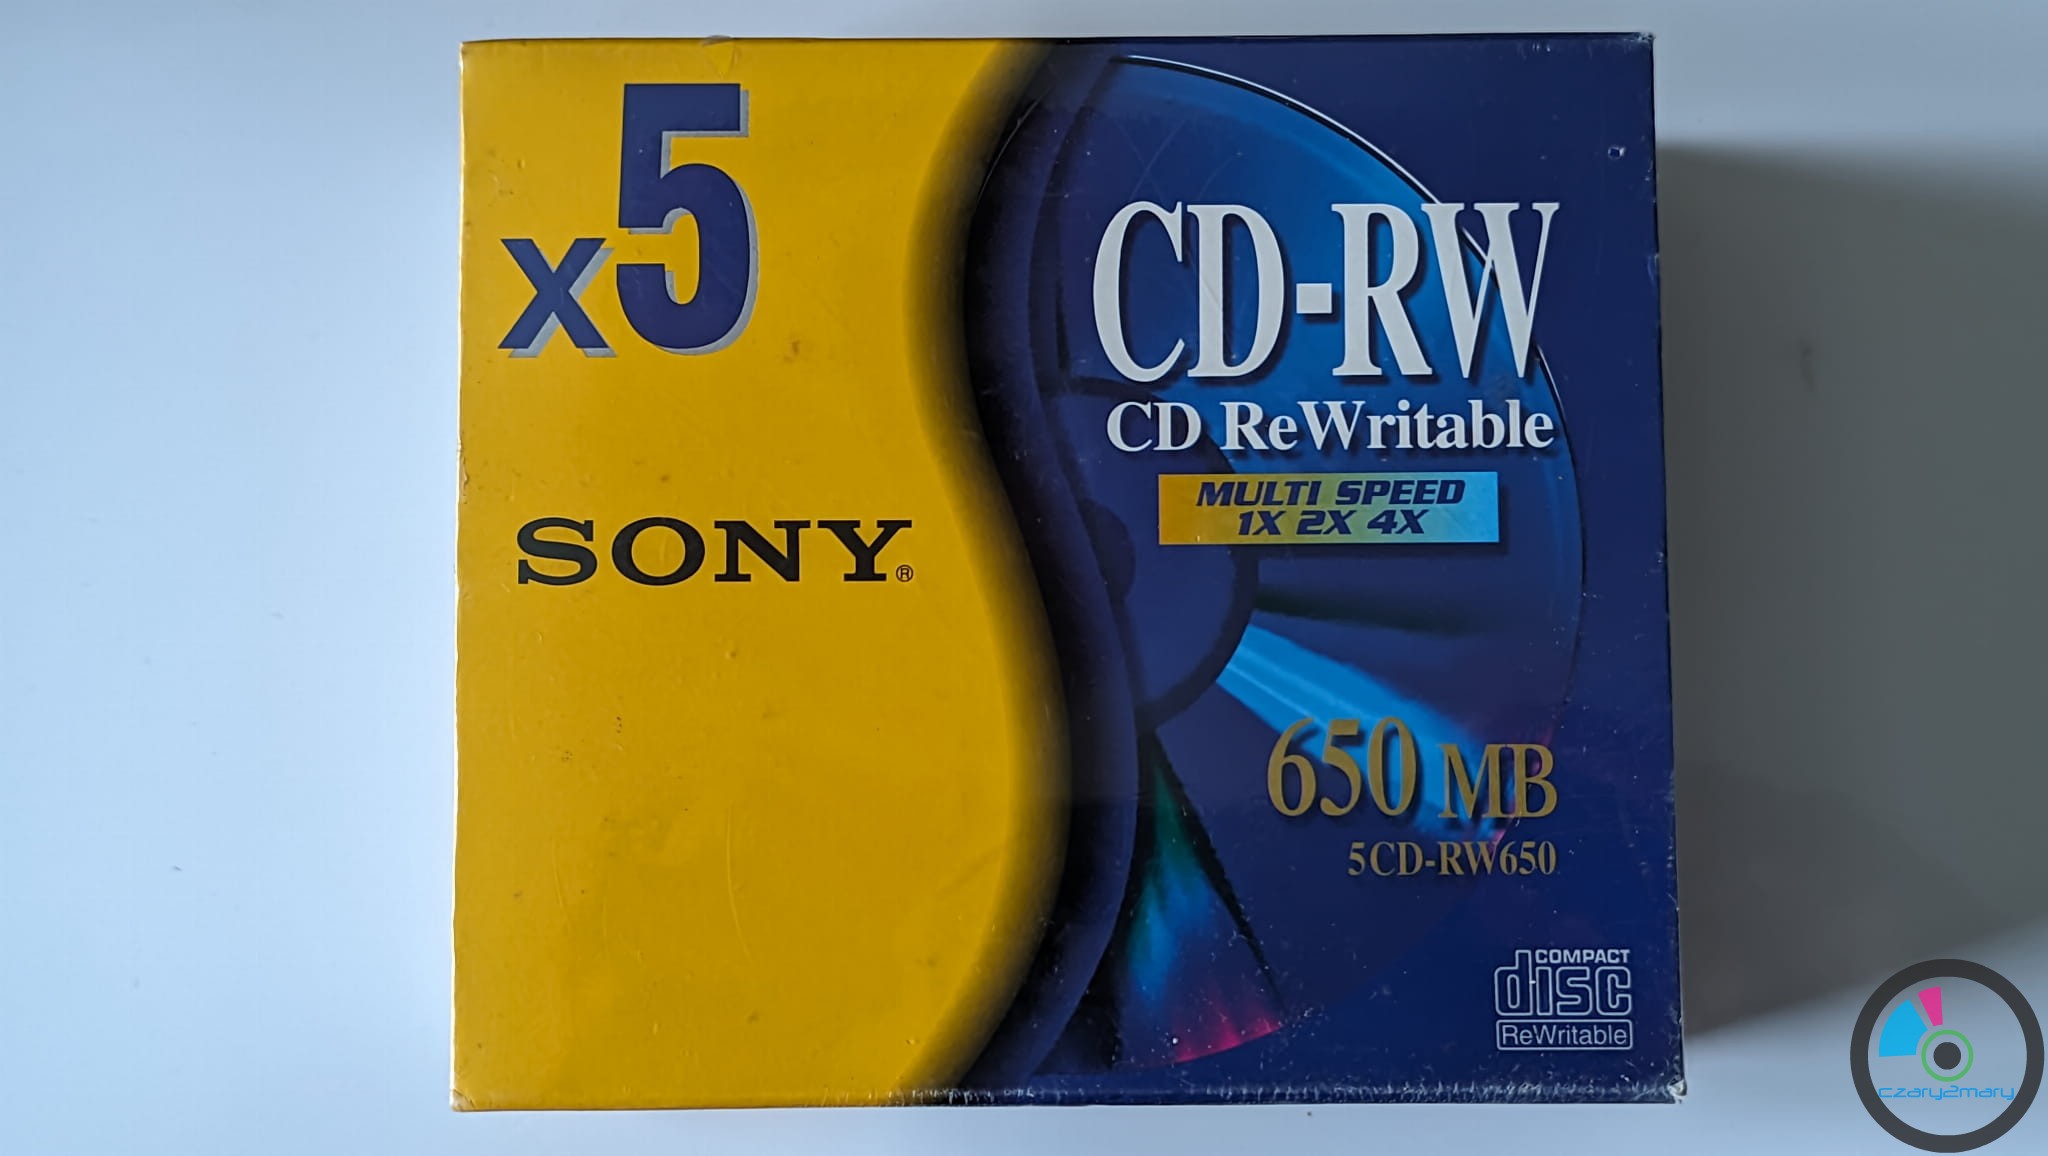 x5
SONY®
CD-RW
CD ReWritable
MULTI SPEED
1X 2X 4X
650 MB
5CD-RW650
COMPACT
disc
ReWritable
czary2mary